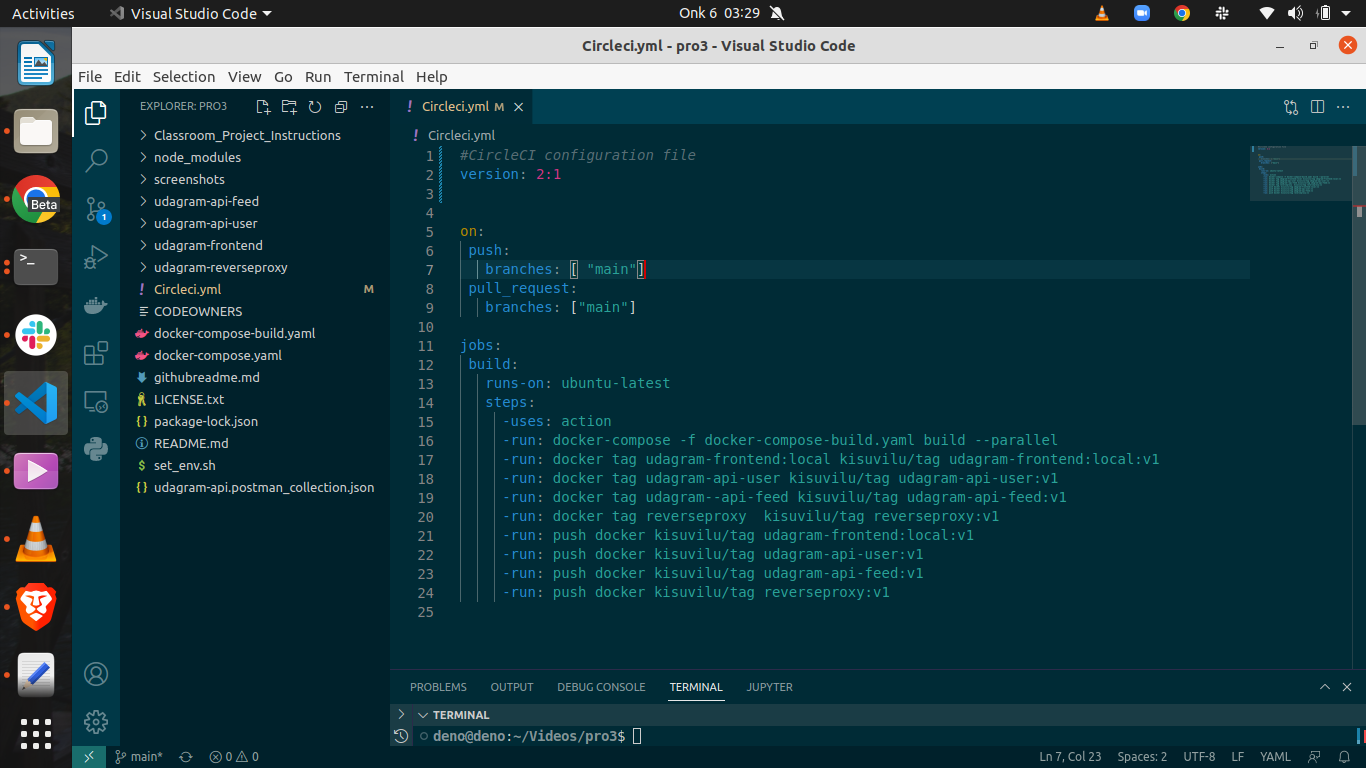 Activities
Visual Studio Code
Onk 6 03:29
Circleci.yml - pro3 - Visual Studio Code
File Edit Selection View Go Run Terminal Help
EXPLORER: PRO3
Classroom_Project_Instructions
node_modules
screenshots
udagram-api-feed
udagram-api-user
udagram-frontend
udagram-reverseproxy
Circleci.yml M
CODEOWNERS
docker-compose-build.yaml
docker-compose.yaml
githubreadme.md
LICENSE.txt
package-lock.json
README.md
set_env.sh
udagram-api.postman_collection.json
Beta
1
Circleci.yml M
Circleci.yml
1 #CircleCI configuration file
2 version: 2:1
3
4
5 on:
6 push:
7 branches: [ "main"]
8 pull_request:
9 branches: ["main"]
10
11 jobs:
12 build:
13 runs-on: ubuntu-latest
14 steps:
15 -uses: action
16 -run: docker-compose -f docker-compose-build.yaml build --parallel
17 -run: docker tag udagram-frontend:local kisuvilu/tag udagram-frontend:local:v1
18 -run: docker tag udagram-api-user kisuvilu/tag udagram-api-user:v1
19 -run: docker tag udagram--api-feed kisuvilu/tag udagram-api-feed:v1
20 -run: docker tag reverseproxy  kisuvilu/tag reverseproxy:v1
21 -run: push docker kisuvilu/tag udagram-frontend:local:v1
22 -run: push docker kisuvilu/tag udagram-api-user:v1
23 -run: push docker kisuvilu/tag udagram-api-feed:v1
24 -run: push docker kisuvilu/tag reverseproxy:v1
25
PROBLEMS OUTPUT DEBUG CONSOLE TERMINAL JUPYTER
TERMINAL
deno@deno:~/Videos/pro3$
main* 0 0 Ln 7, Col 23 Spaces: 2 UTF-8 LF YAML